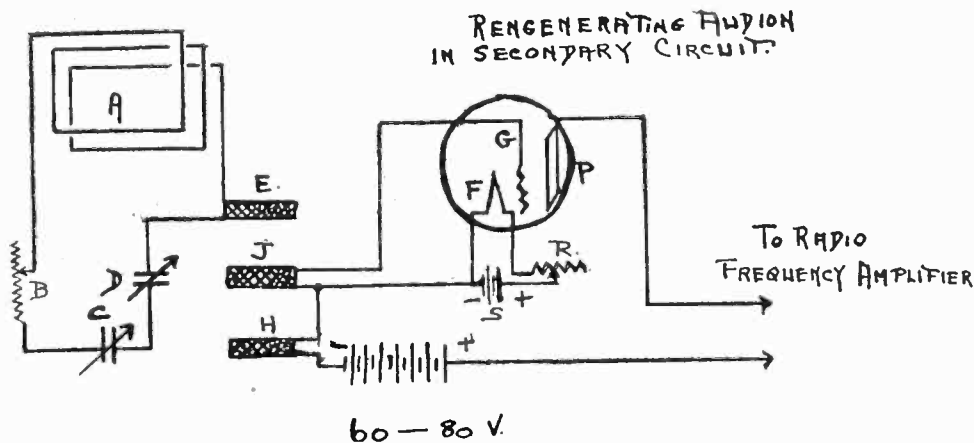 RENGENERATING AUDION
IN SECONDARY CIRCUIT.
A
G
P
E.
F
TO RADIO
FREQUENCY AMPLIFIER
J
R.
B
D
- +
S
C
H
- +
60 — 80 V.